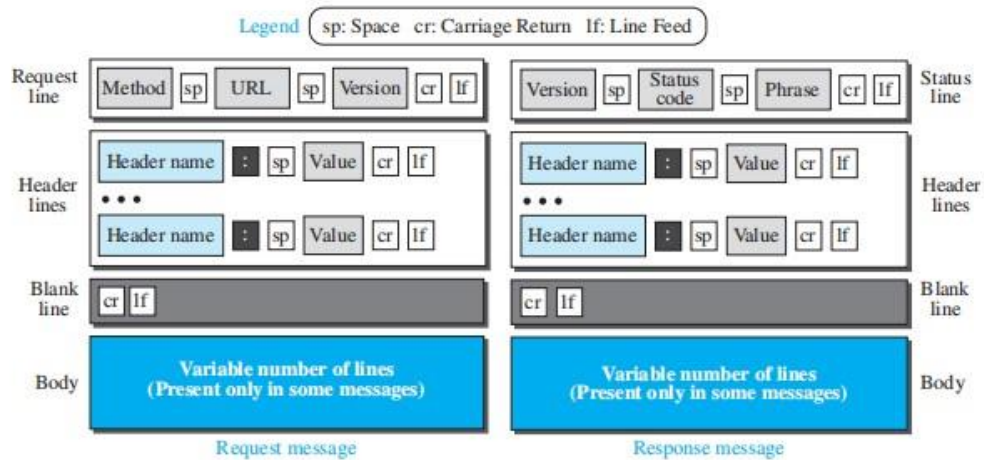 Legend sp: Space cr: Carriage Return lf: Line Feed
Request line
Method sp URL sp Version cr lf
Version sp Status code sp Phrase cr lf
Status line
Header lines
Header name : sp Value cr lf
• • •
Header name : sp Value cr lf
Header name : sp Value cr lf
• • •
Header name : sp Value cr lf
Header lines
Blank line
cr lf
cr lf
Blank line
Body
Variable number of lines
(Present only in some messages)
Variable number of lines
(Present only in some messages)
Body
Request message
Response message